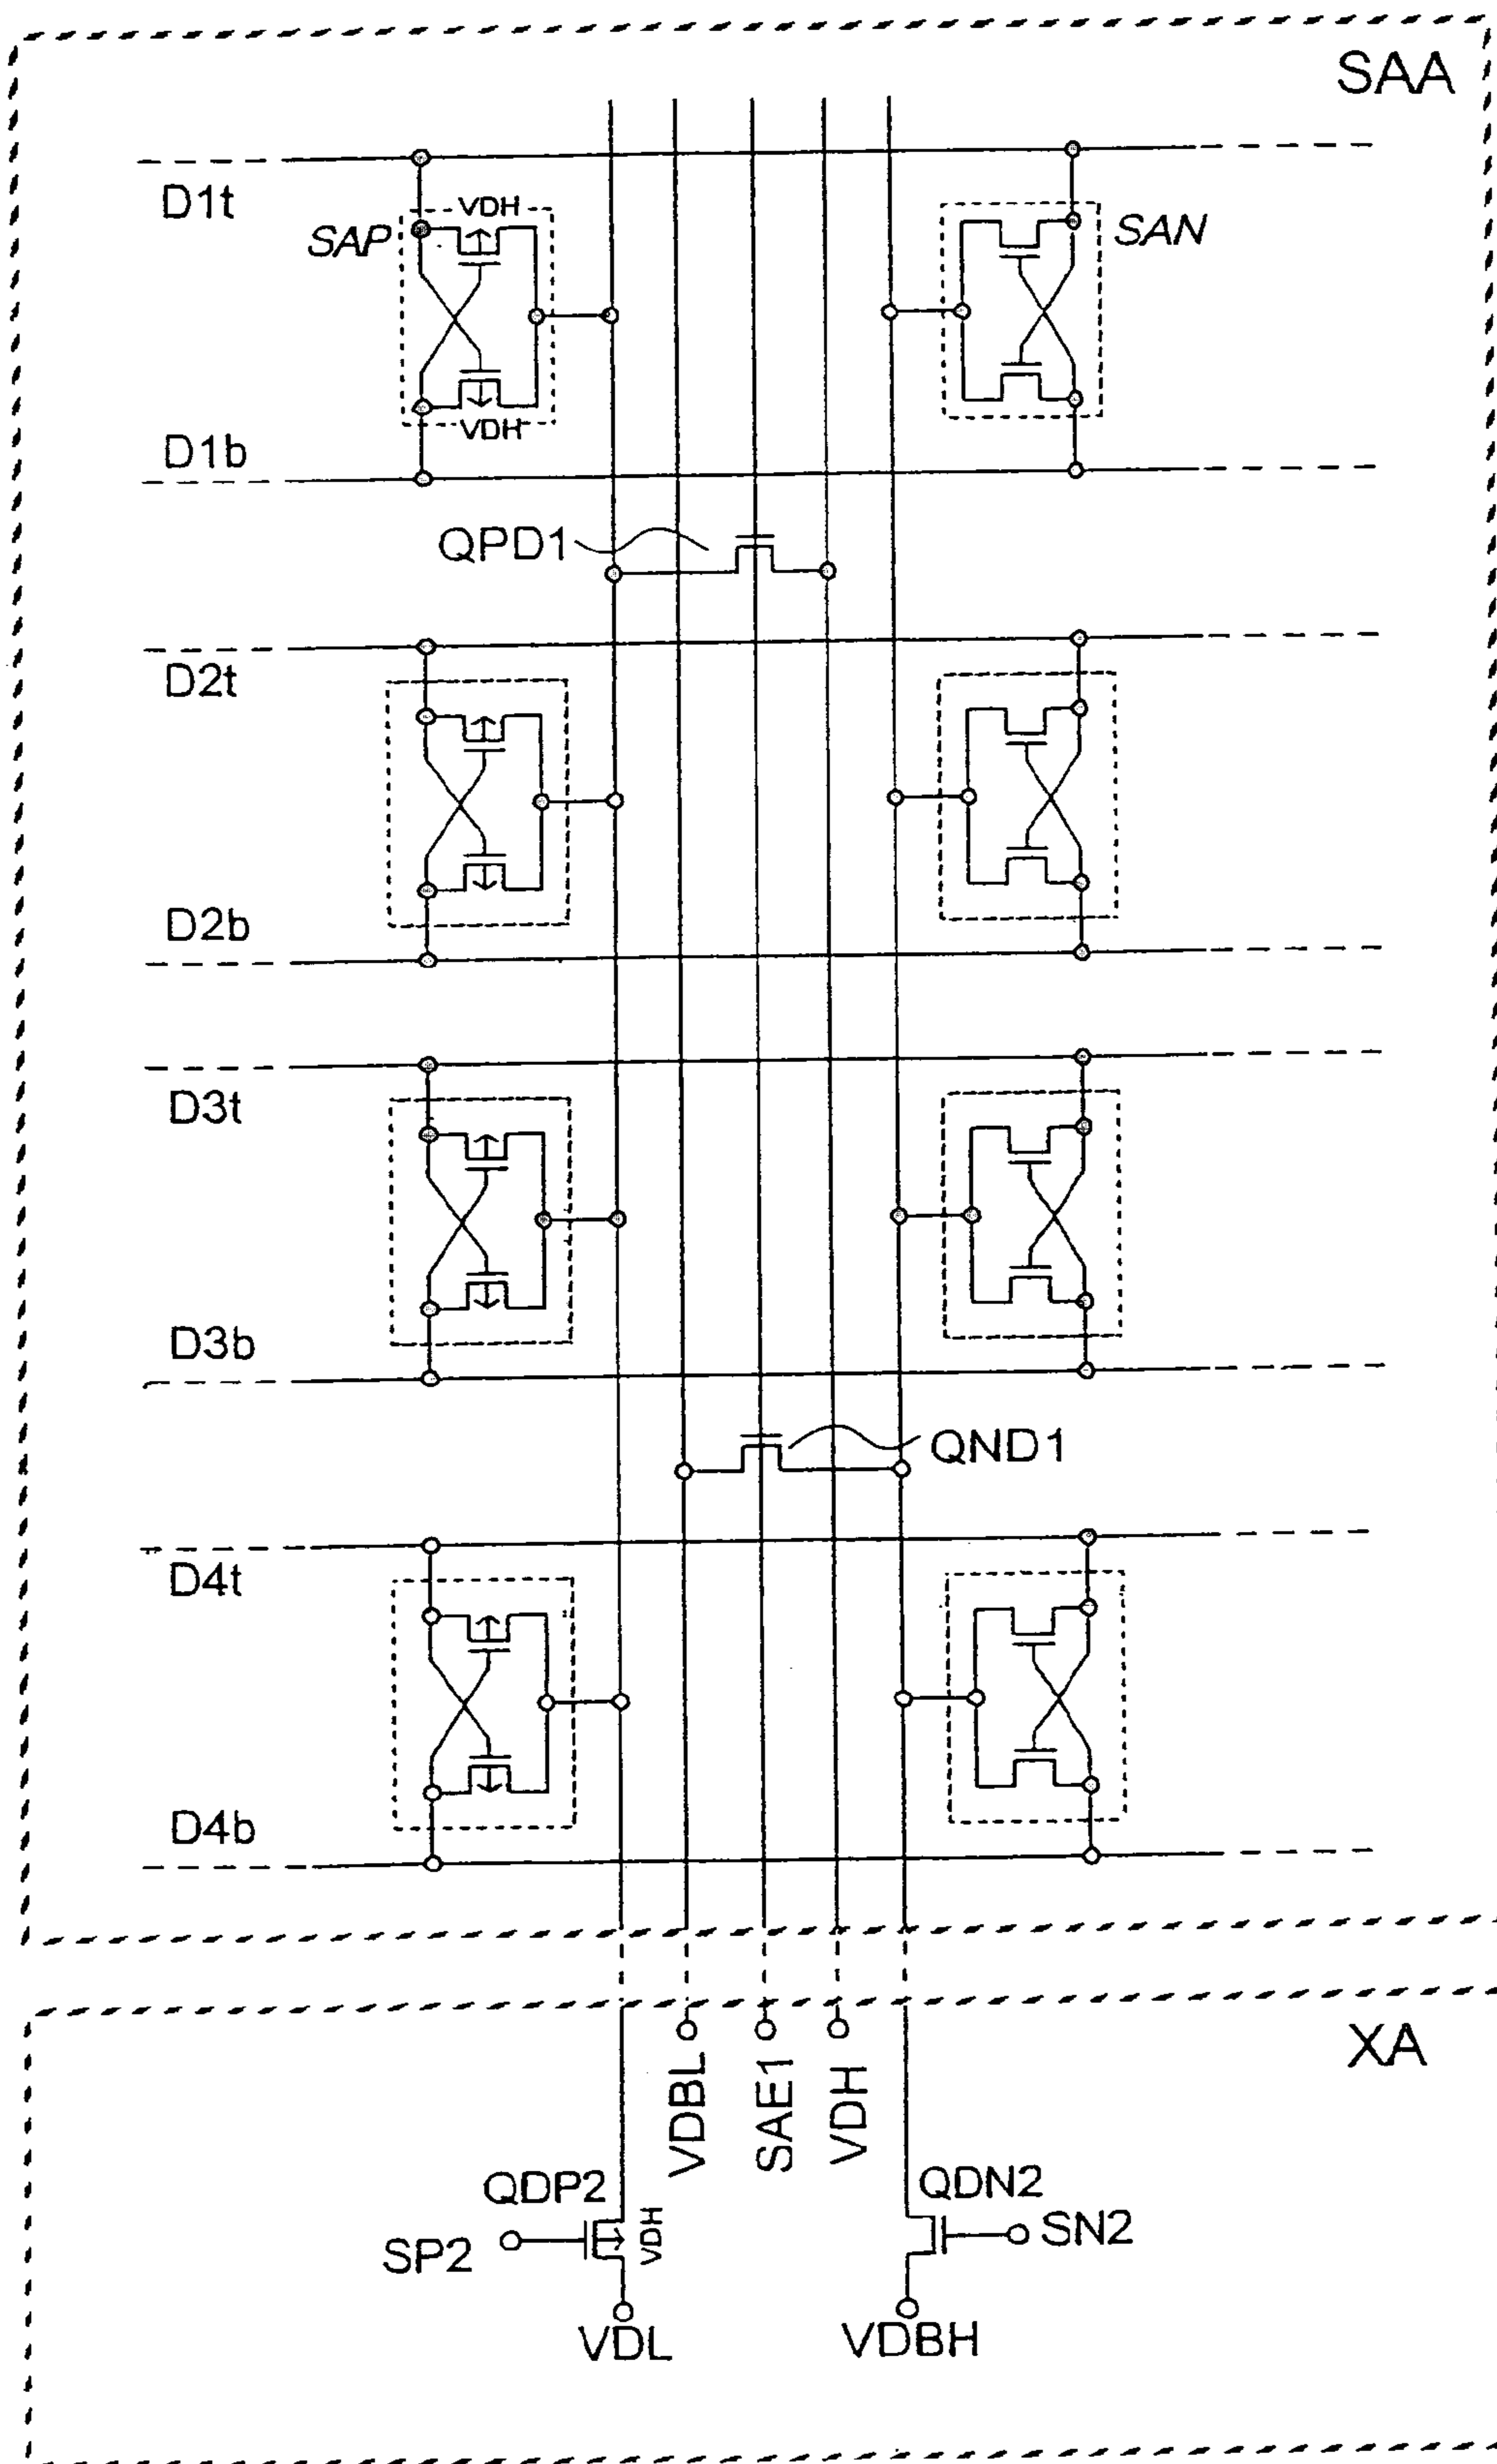 SAA
D1t
VDH
SAP
SAN
VDH
D1b
QPD1
D2t
D2b
D3t
D3b
QND1
D4t
D4b
XA
VDBL
SAE1
VDH
QDP2
VDH
SP2
VDL
QDN2
SN2
VDBH